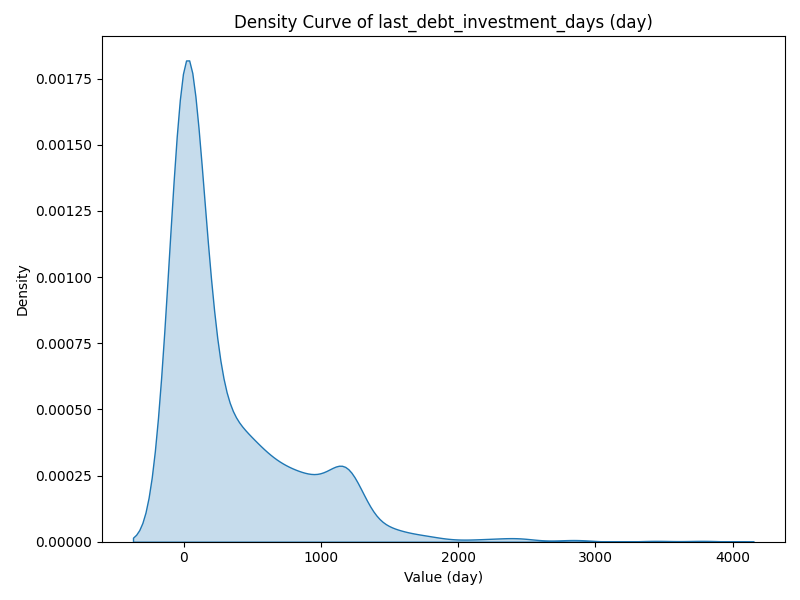 Density Curve of last_debt_investment_days (day)
0.00175
0.00150
0.00125
0.00100
0.00075
0.00050
0.00025
0.00000
Density
0 1000 2000 3000 4000
Value (day)